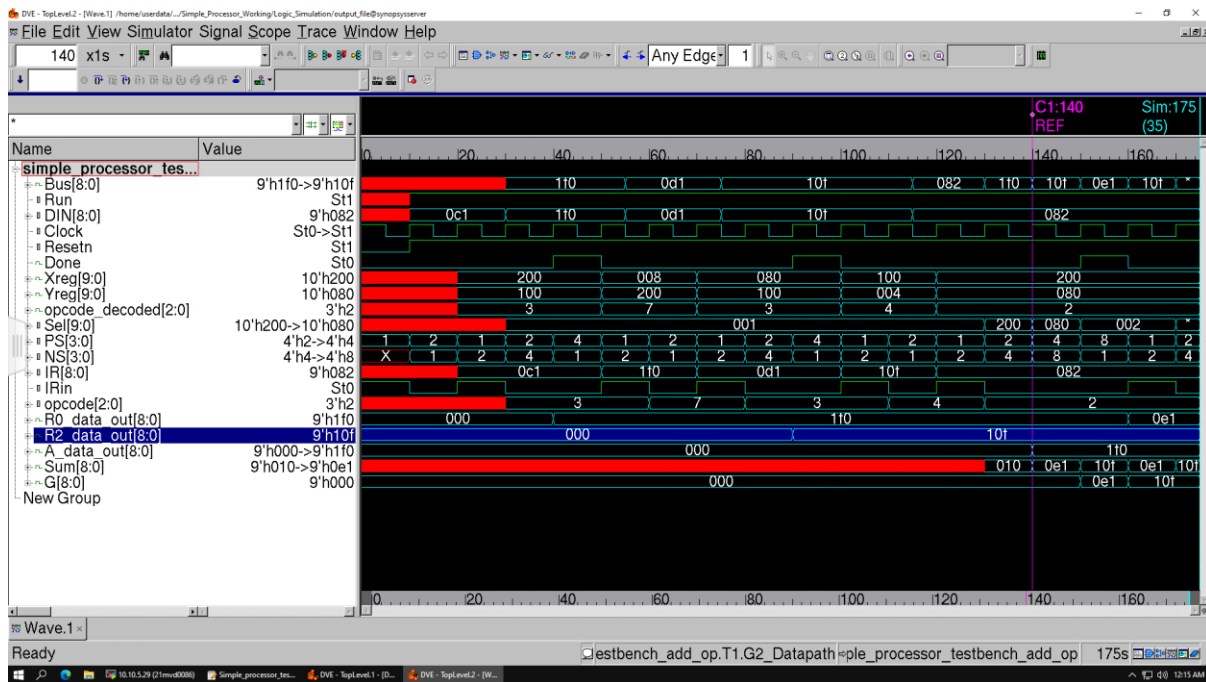 DVE - TopLevel.2 - [Wave.1] /home/userdata/.../Simple_Processor_Working/Logic_Simulation/output_file@synopsysserver
File Edit View Simulator Signal Scope Trace Window Help
140 x1s Any Edge 1
C1:140 Sim:175
REF (35)
*
Name Value
0 20 40 60 80 100 120 140 160
simple_processor_tes...
Bus[8:0] 9'h1f0->9'h10f 1f0 0d1 10f 082 1f0 10f 0e1 10f *
Run St1
DIN[8:0] 9'h082 0c1 1f0 0d1 10f 082
Clock St0->St1
Resetn St1
Done St0
Xreg[9:0] 10'h200 200 008 080 100 200
Yreg[9:0] 10'h080 100 200 100 004 080
opcode_decoded[2:0] 3'h2 3 7 3 4 2
Sel[9:0] 10'h200->10'h080 001 200 080 002 *
PS[3:0] 4'h2->4'h4 1 2 1 2 4 1 2 1 2 4 1 2 1 2 4 8 1 2
NS[3:0] 4'h4->4'h8 X 1 2 4 1 2 1 2 4 1 2 1 2 4 8 1 2 4
IR[8:0] 9'h082 0c1 1f0 0d1 10f 082
IRin St0
opcode[2:0] 3'h2 3 7 3 4 2
R0_data_out[8:0] 9'h1f0 000 1f0 0e1
R2_data_out[8:0] 9'h10f 000 10f
A_data_out[8:0] 9'h000->9'h1f0 000 1f0
Sum[8:0] 9'h010->9'h0e1 010 0e1 10f 0e1 10f
G[8:0] 9'h000 000 0e1 10f
New Group
0 20 40 60 80 100 120 140 160
Wave.1
Ready estbench_add_op.T1.G2_Datapath ple_processor_testbench_add_op 175s
10.10.5.29 (21mvd0086) Simple_processor_tes... DVE - TopLevel.1 - [D... DVE - TopLevel.2 - [W... 12:15 AM